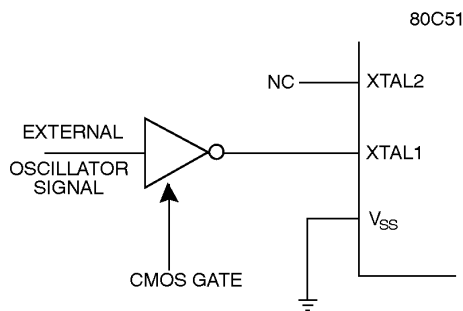 80C51
NC
XTAL2
EXTERNAL
OSCILLATOR
SIGNAL
XTAL1
VSS
CMOS GATE